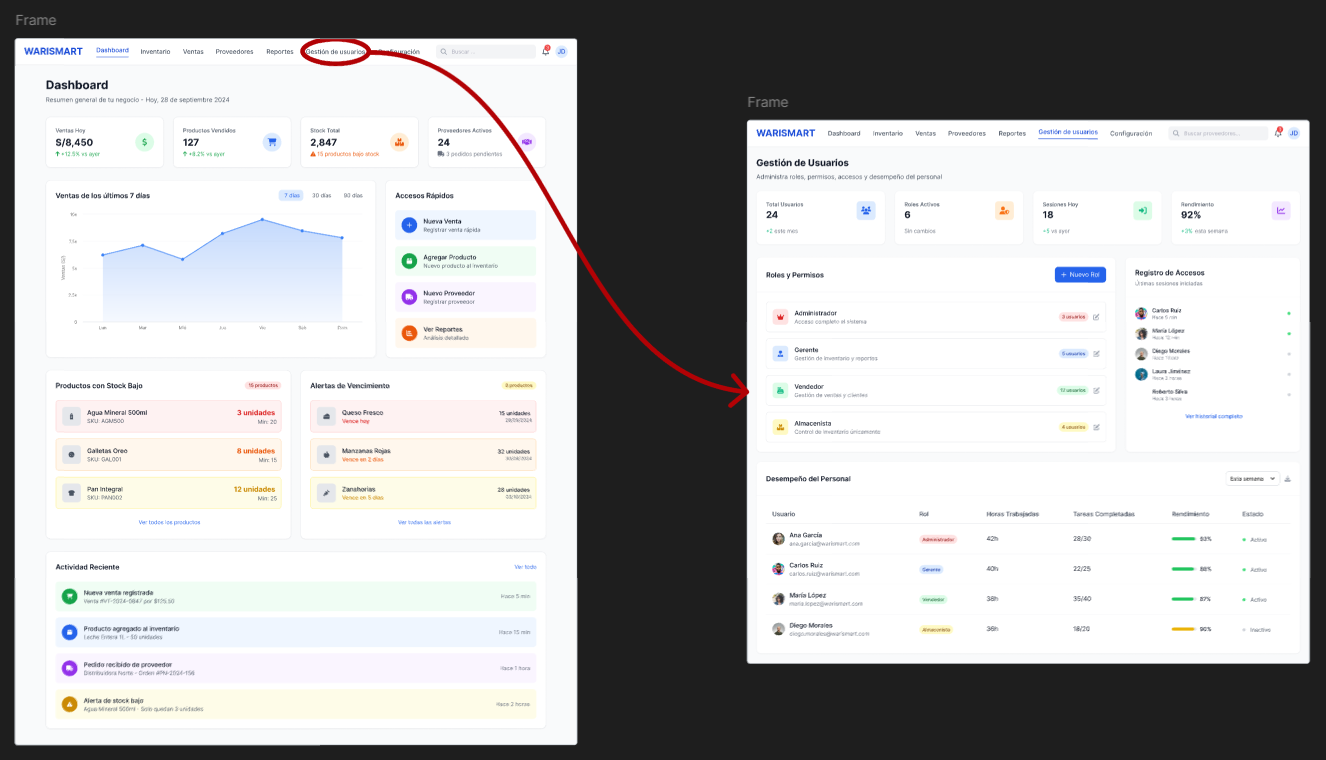 Frame
WARISMART Dashboard Inventario Ventas Proveedores Reportes Gestión de usuarios Configuración Buscar... JD
Dashboard
Resumen general de tu negocio - Hoy, 28 de septiembre 2024
Ventas Hoy
S/8,450
+12.5% vs ayer
Productos Vendidos
127
+8.2% vs ayer
Stock Total
2,847
15 productos bajo stock
Proveedores Activos
24
3 pedidos pendientes
Ventas de los últimos 7 días 7 días 30 días 90 días
10k
7.5k
5k
2.5k
0
Lun Mar Mié Jue Vie Sáb Dom
Accesos Rápidos
Nueva Venta
Registrar venta rápida
Agregar Producto
Nuevo producto al inventario
Nuevo Proveedor
Registrar proveedor
Ver Reportes
Análisis detallado
Productos con Stock Bajo 15 productos
Agua Mineral 500ml 3 unidades
SKU: AGM500 Min: 20
Galletas Oreo 8 unidades
SKU: GAL001 Min: 15
Pan Integral 12 unidades
SKU: PAN002 Min: 25
Ver todos los productos
Alertas de Vencimiento 8 productos
Queso Fresco 15 unidades
Vence hoy 28/09/2024
Manzanas Rojas 32 unidades
Vence en 2 días 30/09/2024
Zanahorias 28 unidades
Vence en 5 días 03/10/2024
Ver todas las alertas
Actividad Reciente Ver todo
Nueva venta registrada Hace 5 min
Venta #VT-2024-0847 por $125.50
Producto agregado al inventario Hace 15 min
Leche Entera 1L - 50 unidades
Pedido recibido de proveedor Hace 1 hora
Distribuidora Norte - Orden #PN-2024-156
Alerta de stock bajo Hace 2 horas
Agua Mineral 500ml - Solo quedan 3 unidades
Frame
WARISMART Dashboard Inventario Ventas Proveedores Reportes Gestión de usuarios Configuración Buscar proveedores... JD
Gestión de Usuarios
Administra roles, permisos, accesos y desempeño del personal
Total Usuarios
24
+2 este mes
Roles Activos
6
Sin cambios
Sesiones Hoy
18
+5 vs ayer
Rendimiento
92%
+3% esta semana
Roles y Permisos + Nuevo Rol
Administrador 3 usuarios
Acceso completo al sistema
Gerente 5 usuarios
Gestión de inventario y reportes
Vendedor 12 usuarios
Gestión de ventas y clientes
Almacenista 4 usuarios
Control de inventario únicamente
Registro de Accesos
Últimas sesiones iniciadas
Carlos Ruiz
Hace 5 min
María López
Hace 12 min
Diego Morales
Hace 1 hora
Laura Jiménez
Hace 2 horas
Roberto Silva
Hace 3 horas
Ver historial completo
Desempeño del Personal Esta semana
Usuario Rol Horas Trabajadas Tareas Completadas Rendimiento Estado
Ana García Administrador 42h 28/30 93% Activo
ana.garcia@warismart.com
Carlos Ruiz Gerente 40h 22/25 88% Activo
carlos.ruiz@warismart.com
María López Vendedor 38h 35/40 87% Activo
maria.lopez@warismart.com
Diego Morales Almacenista 36h 18/20 90% Inactivo
diego.morales@warismart.com